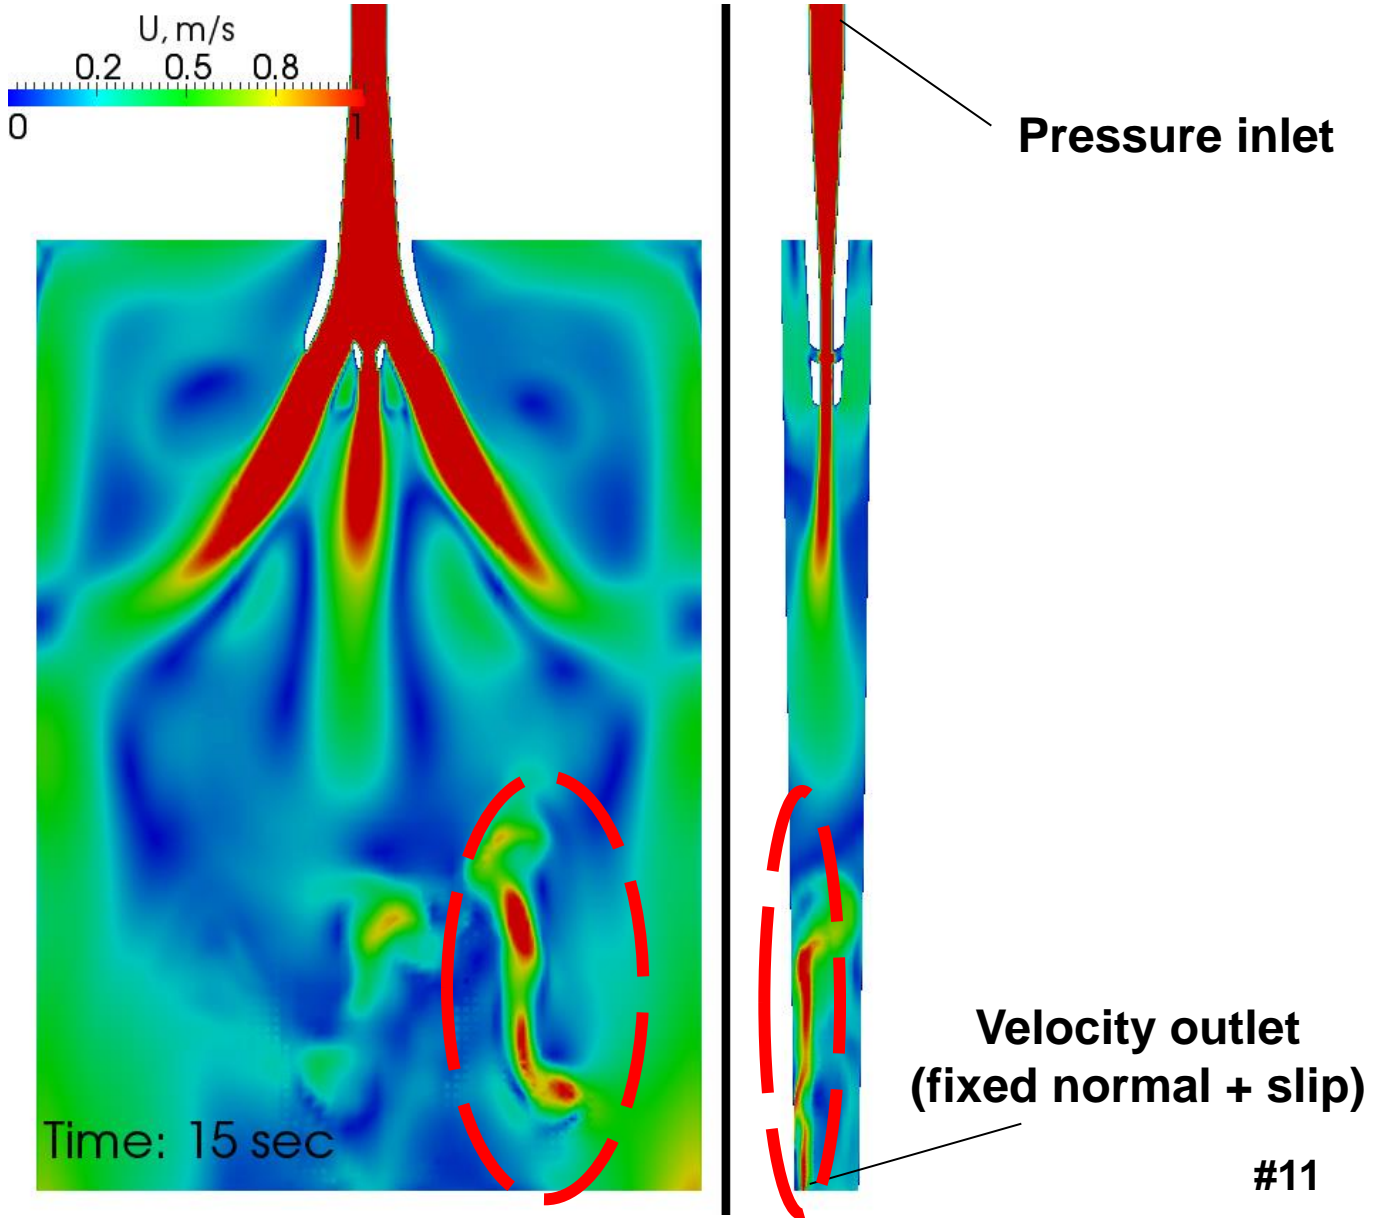 U, m/s
0.2 0.5 0.8
0 1
Pressure inlet
Velocity outlet
(fixed normal + slip)
Time: 15 sec
#11